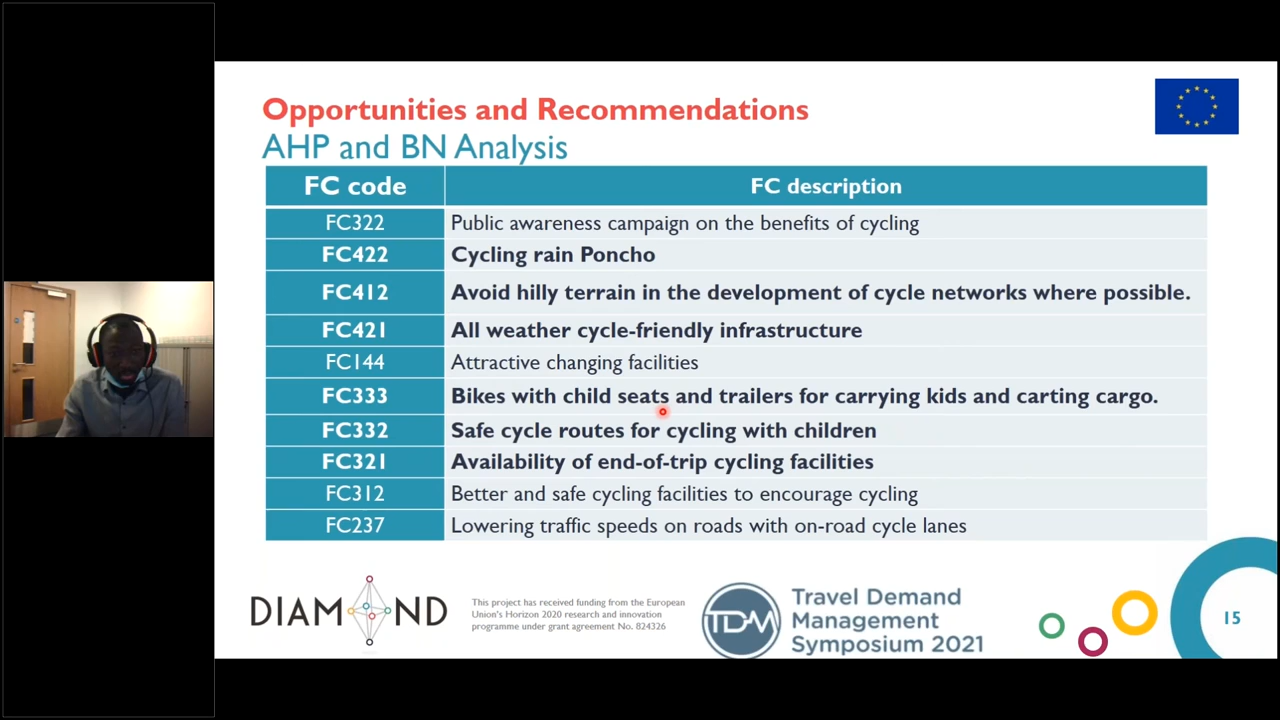 Opportunities and Recommendations
AHP and BN Analysis
FC code FC description
FC322 Public awareness campaign on the benefits of cycling
FC422 Cycling rain Poncho
FC412 Avoid hilly terrain in the development of cycle networks where possible.
FC421 All weather cycle-friendly infrastructure
FC144 Attractive changing facilities
FC333 Bikes with child seats and trailers for carrying kids and carting cargo.
FC332 Safe cycle routes for cycling with children
FC321 Availability of end-of-trip cycling facilities
FC312 Better and safe cycling facilities to encourage cycling
FC237 Lowering traffic speeds on roads with on-road cycle lanes
DIAMOND
This project has received funding from the European
Union's Horizon 2020 research and innovation
programme under grant agreement No. 824326
TDM
Travel Demand
Management
Symposium 2021
15